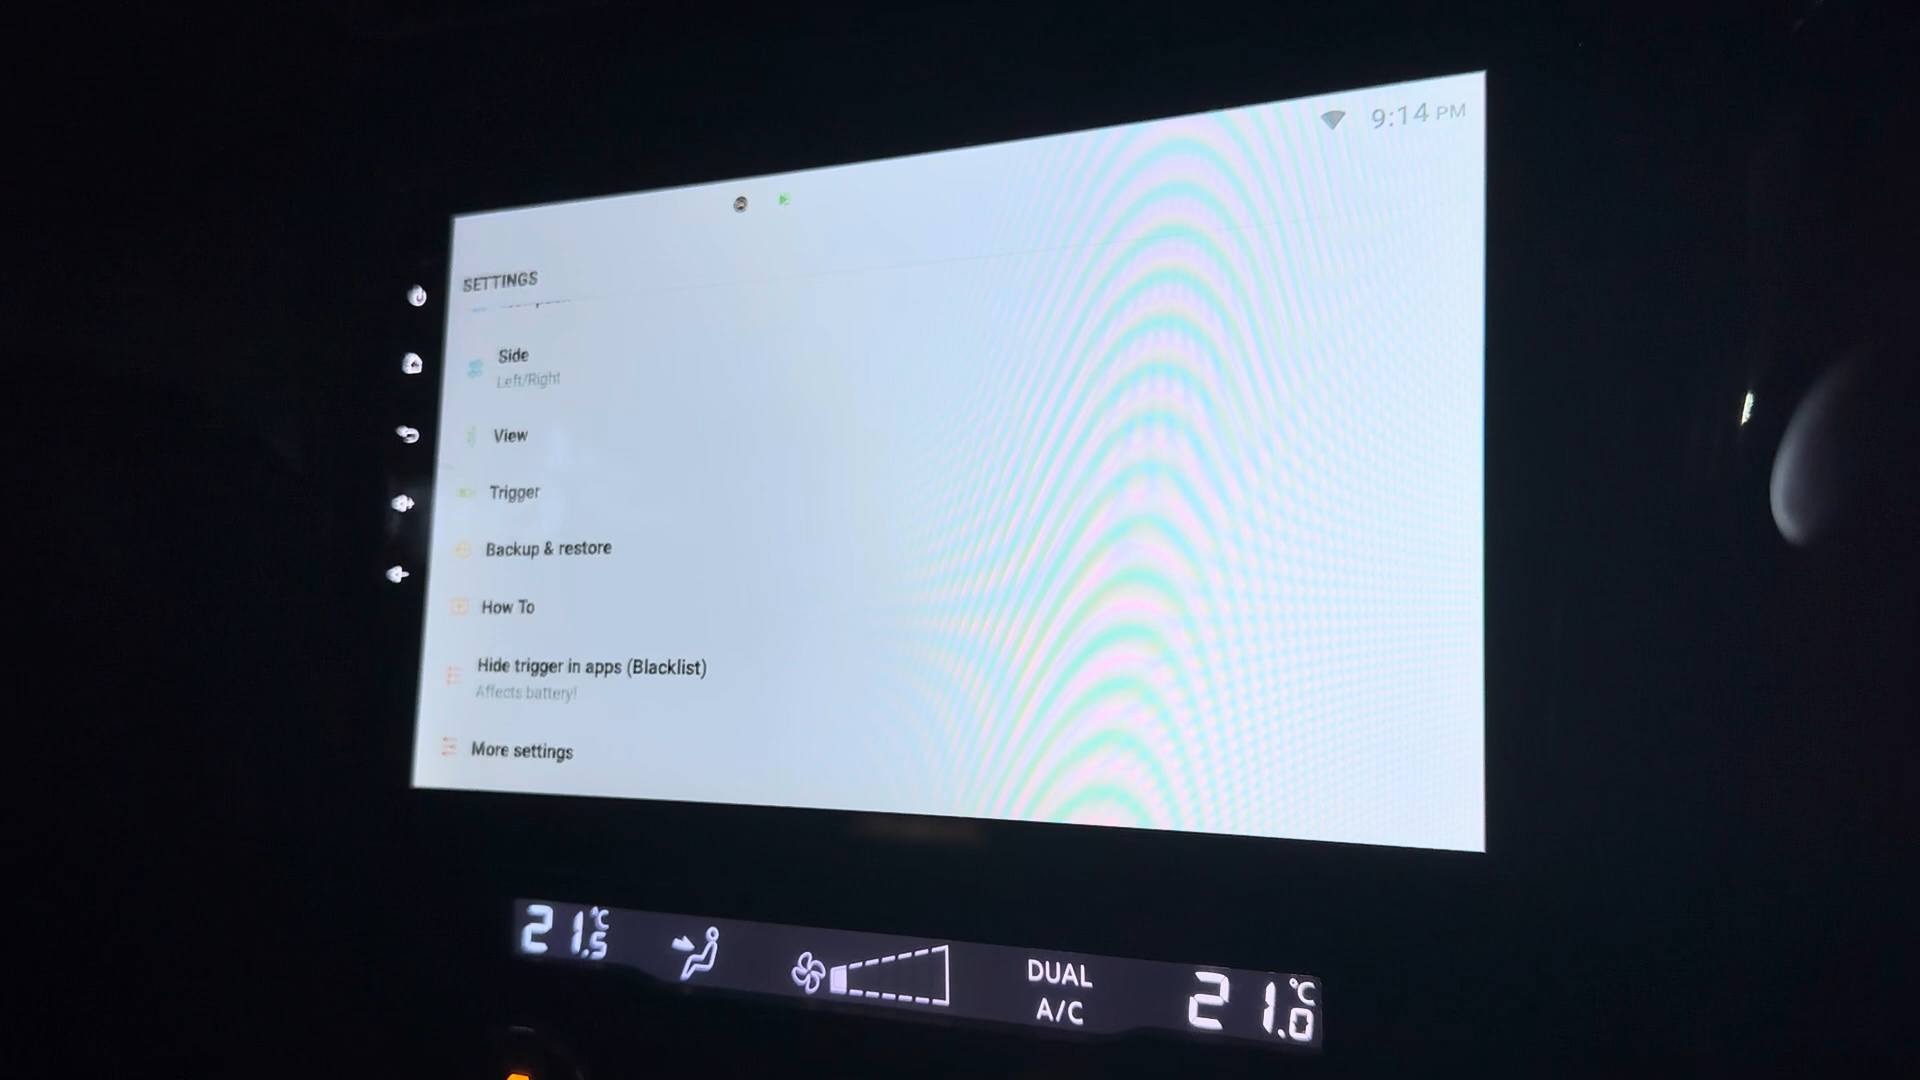 9:14 PM
SETTINGS
Side
Left/Right
View
Trigger
Backup & restore
How To
Hide trigger in apps (Blacklist)
Affects battery!
More settings
21.5 °C
DUAL
A/C
21.0 °C